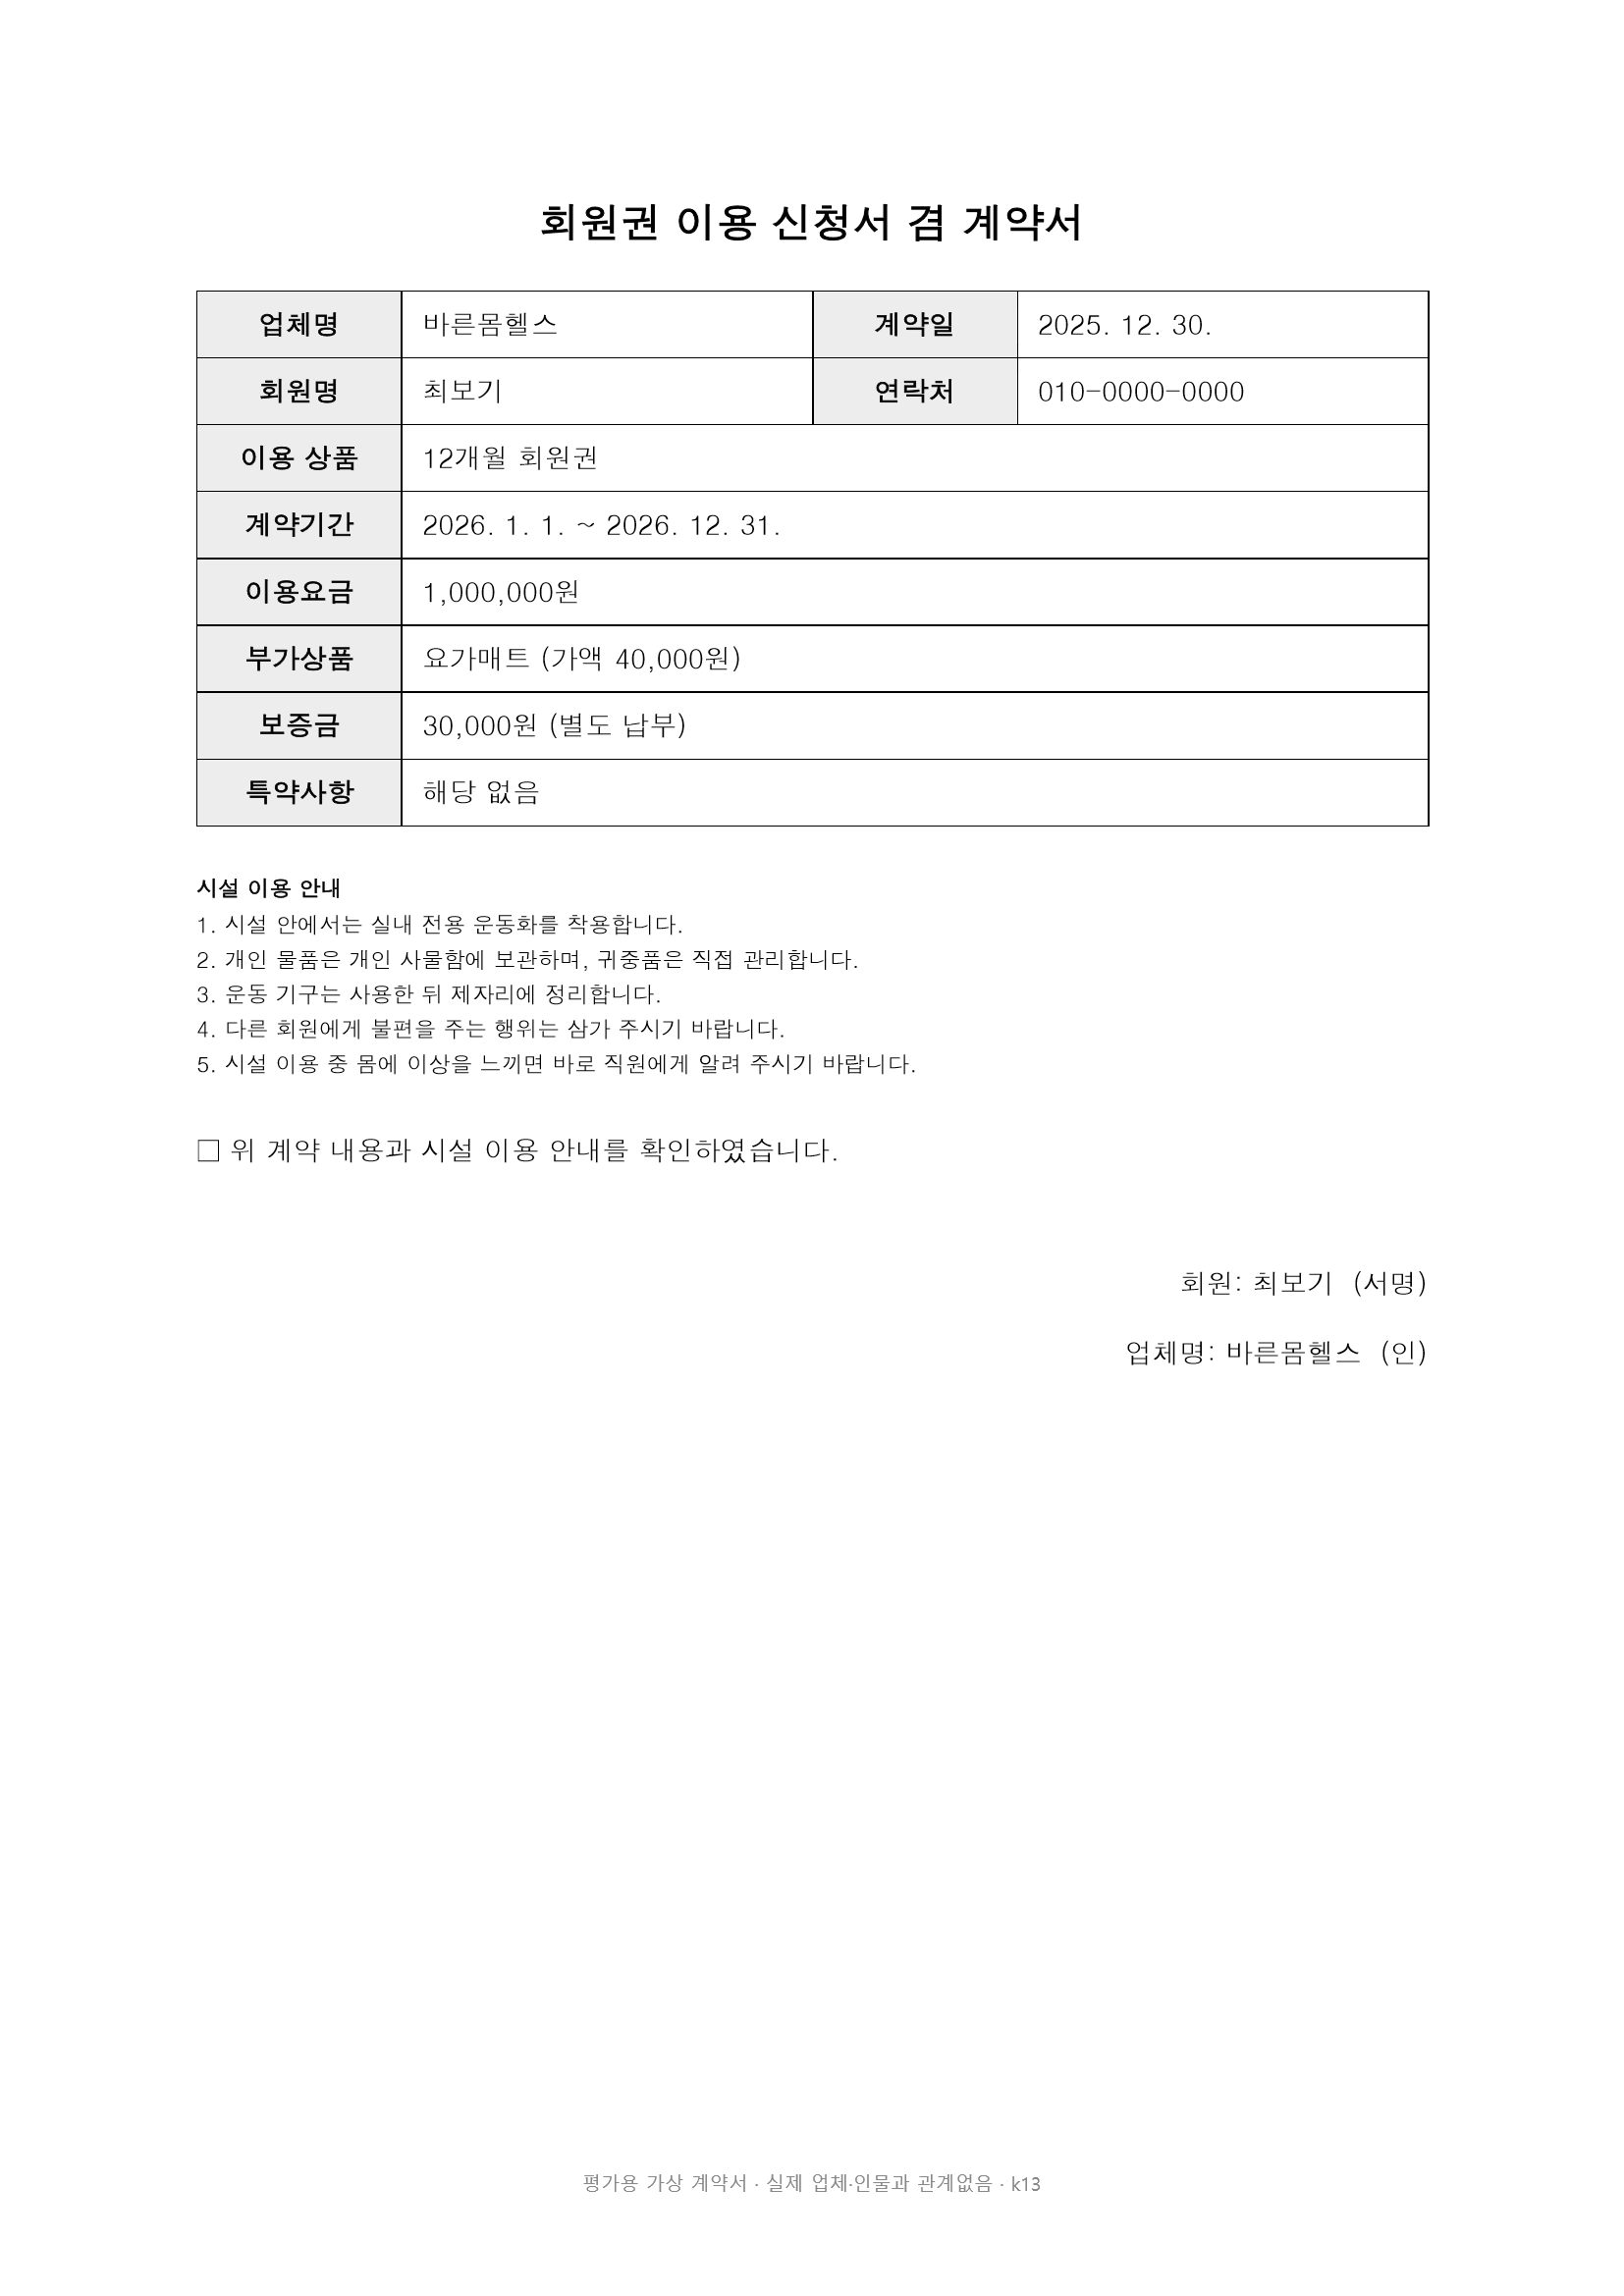 회원권 이용 신청서 겸 계약서
업체명 바른몸헬스 계약일 2025. 12. 30.
회원명 최보기 연락처 010-0000-0000
이용 상품 12개월 회원권
계약기간 2026. 1. 1. ~ 2026. 12. 31.
이용요금 1,000,000원
부가상품 요가매트 (가액 40,000원)
보증금 30,000원 (별도 납부)
특약사항 해당 없음
시설 이용 안내
1. 시설 안에서는 실내 전용 운동화를 착용합니다.
2. 개인 물품은 개인 사물함에 보관하며, 귀중품은 직접 관리합니다.
3. 운동 기구는 사용한 뒤 제자리에 정리합니다.
4. 다른 회원에게 불편을 주는 행위는 삼가 주시기 바랍니다.
5. 시설 이용 중 몸에 이상을 느끼면 바로 직원에게 알려 주시기 바랍니다.
□ 위 계약 내용과 시설 이용 안내를 확인하였습니다.
회원: 최보기 (서명)
업체명: 바른몸헬스 (인)
평가용 가상 계약서 · 실제 업체·인물과 관계없음 · k13